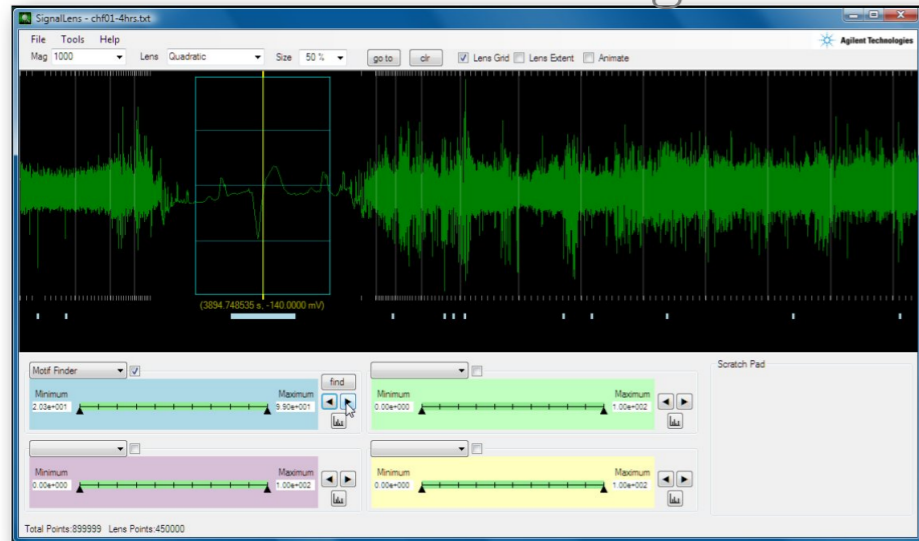 SignalLens - chf01-4hrs.txt
File Tools Help
Agilent Technologies
Mag 1000 Lens Quadratic Size 50 % go to clr Lens Grid Lens Extent Animate
(3894.748535 s, -140.0000 mV)
Motif Finder
find
Minimum Maximum
2.03e+001 9.90e+001
Minimum Maximum
0.00e+000 1.00e+002
Scratch Pad
Minimum Maximum
0.00e+000 1.00e+002
Minimum Maximum
0.00e+000 1.00e+002
Total Points:899999 Lens Points:450000